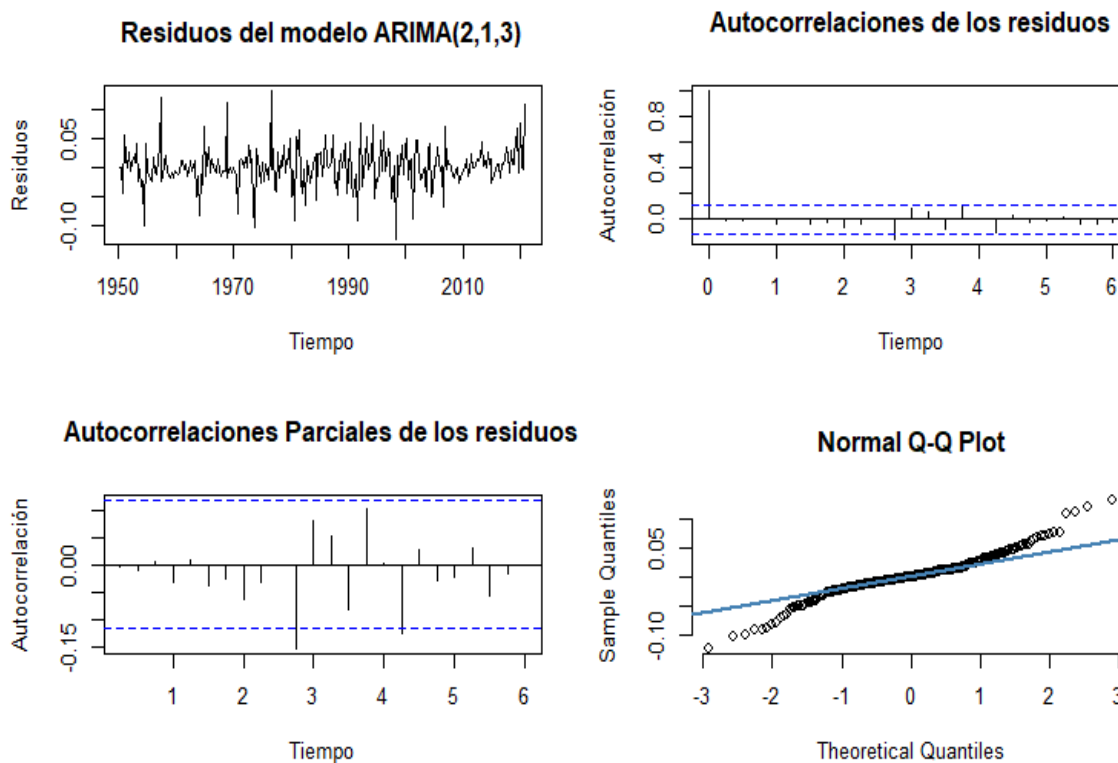 Residuos del modelo ARIMA(2,1,3)
Residuos
0.05
-0.10
1950 1970 1990 2010
Tiempo
Autocorrelaciones de los residuos
Autocorrelación
0.8
0.4
0.0
0 1 2 3 4 5 6
Tiempo
Autocorrelaciones Parciales de los residuos
Autocorrelación
0.00
-0.15
1 2 3 4 5 6
Tiempo
Normal Q-Q Plot
Sample Quantiles
0.05
-0.10
-3 -2 -1 0 1 2 3
Theoretical Quantiles